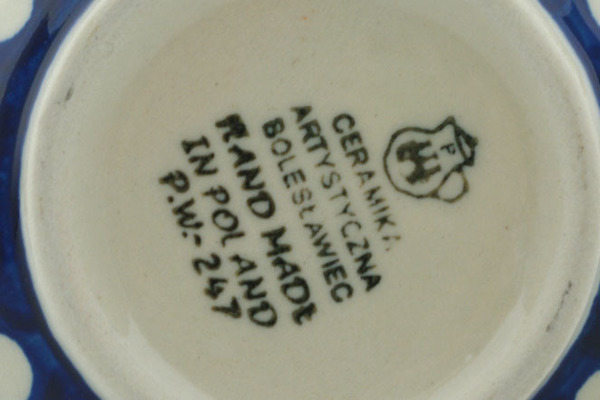 P
CERAMIKA
ARTYSTYCZNA
BOLESŁAWIEC
HAND MADE
IN POLAND
P.W.- 247